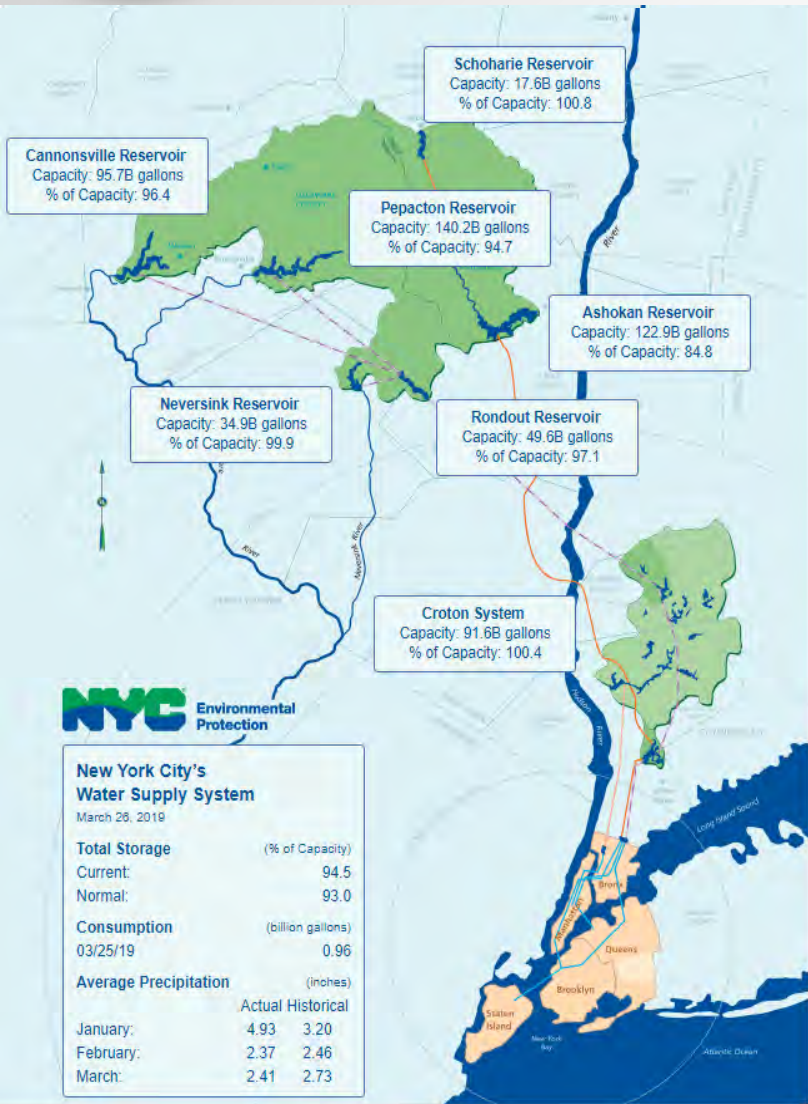 Schoharie Reservoir
Capacity: 17.6B gallons
% of Capacity: 100.8
Cannonsville Reservoir
Capacity: 95.7B gallons
% of Capacity: 96.4
Pepacton Reservoir
Capacity: 140.2B gallons
% of Capacity: 94.7
River
Ashokan Reservoir
Capacity: 122.9B gallons
% of Capacity: 84.8
Neversink Reservoir
Capacity: 34.9B gallons
% of Capacity: 99.9
Rondout Reservoir
Capacity: 49.6B gallons
% of Capacity: 97.1
River
Neversink River
Croton System
Capacity: 91.6B gallons
% of Capacity: 100.4
Hudson
River
NYC
Environmental
Protection
New York City's
Water Supply System
March 26, 2019
Total Storage (% of Capacity)
Current: 94.5
Normal: 93.0
Consumption (billion gallons)
03/25/19 0.96
Average Precipitation (inches)
Actual Historical
January: 4.93 3.20
February: 2.37 2.46
March: 2.41 2.73
Long Island Sound
Bronx
Manhattan
Queens
Brooklyn
Staten
Island
New York
Bay
Atlantic Ocean